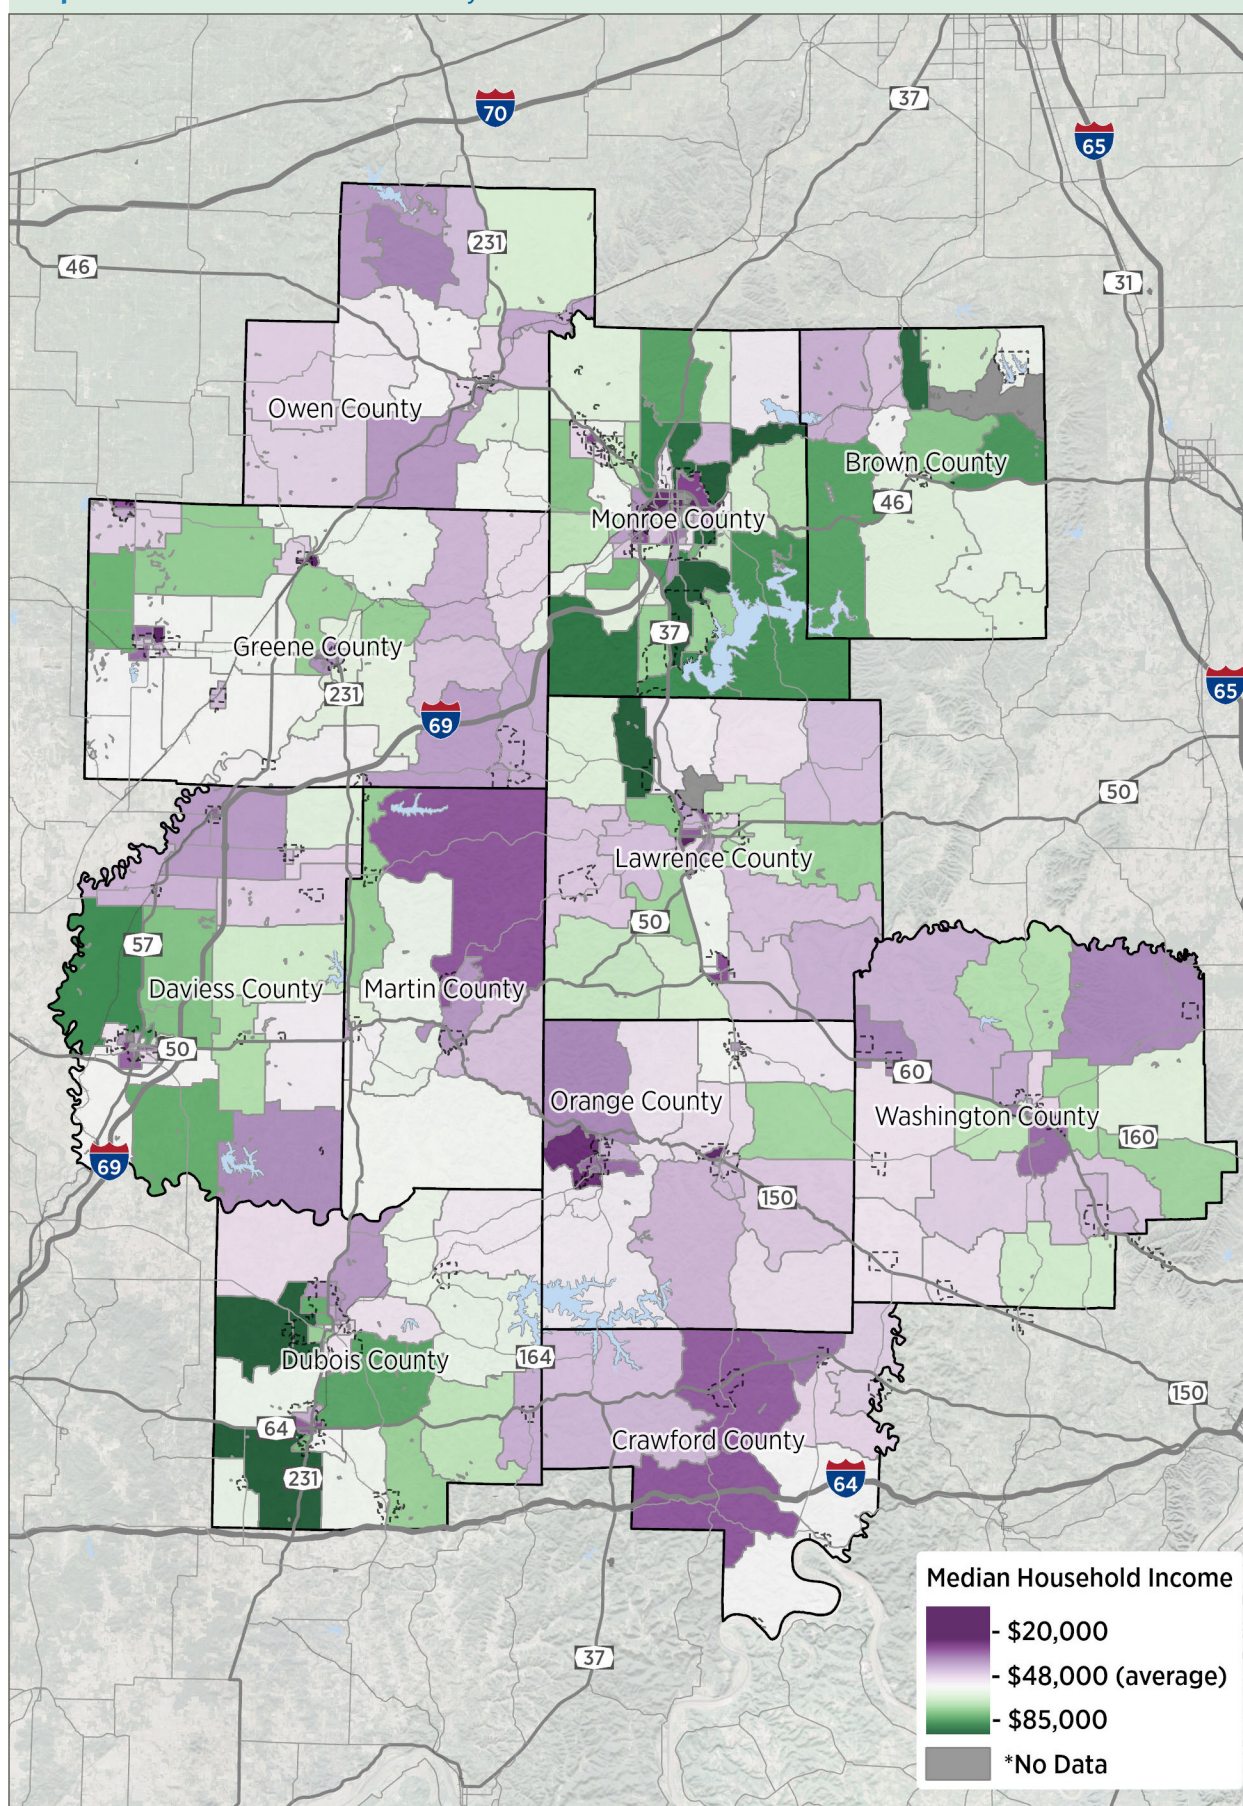 70
37
65
231
46
31
Owen County
Brown County
46
Monroe County
37
Greene County
231
65
69
50
Lawrence County
50
57
Daviess County
Martin County
50
60
Orange County
Washington County
160
69
150
164
Dubois County
150
64
Crawford County
231
64
37
Median Household Income
- $20,000
- $48,000 (average)
- $85,000
*No Data